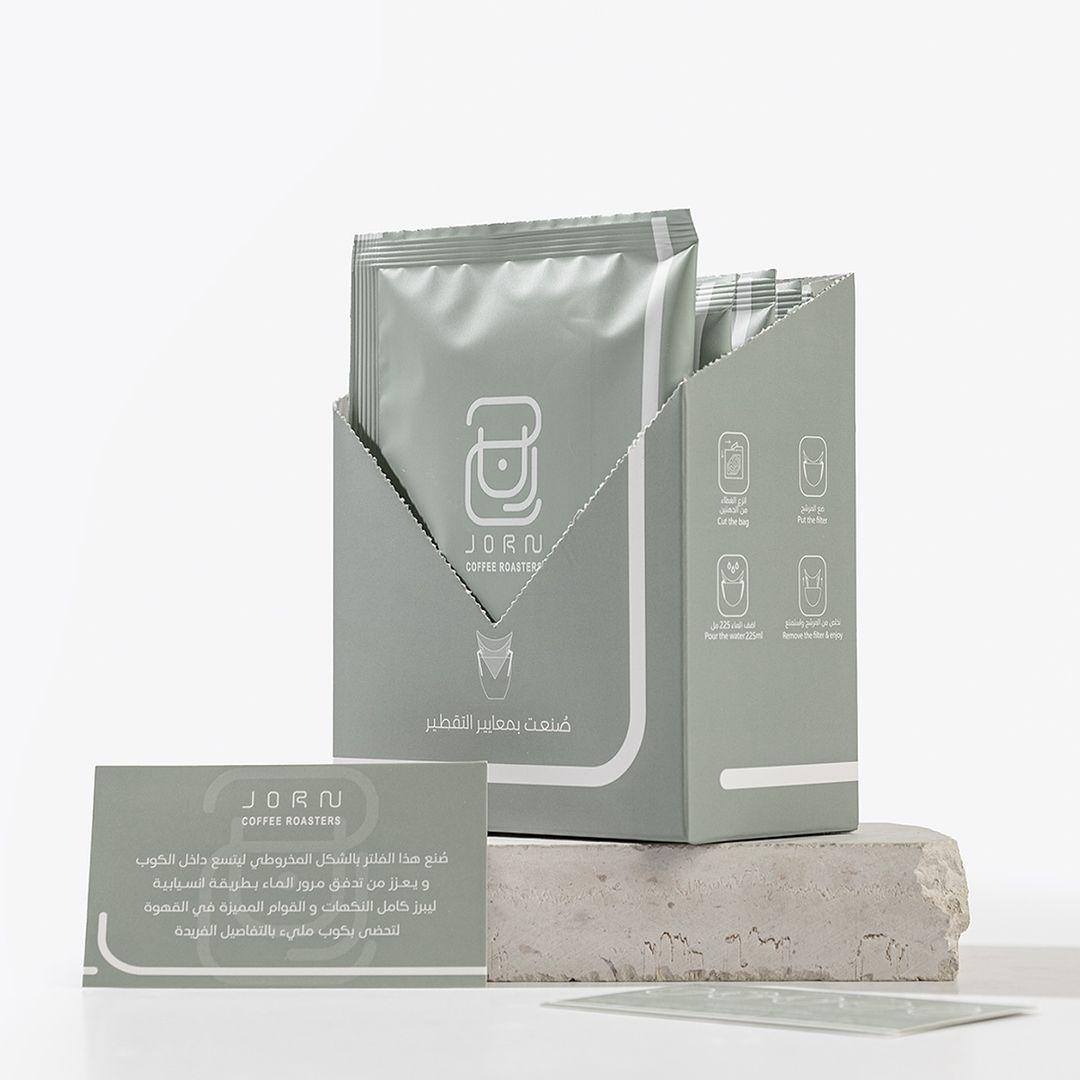 JORN
COFFEE ROASTERS
صُنعت بمعايير التقطير
انزع الغطاء
من الجهتين
Cut the bag
ضع المرشح
Put the filter
اضف الماء 225 مل
Pour the water 225ml
تخلص من المرشح واستمتع
Remove the filter & enjoy
JORN
COFFEE ROASTERS
صُنع هذا الفلتر بالشكل المخروطي ليتسع داخل الكوب
و يعزز من تدفق مرور الماء بطريقة انسيابية
ليبرز كامل النكهات و القوام المميزة في القهوة
لتحضى بكوب مليء بالتفاصيل الفريدة